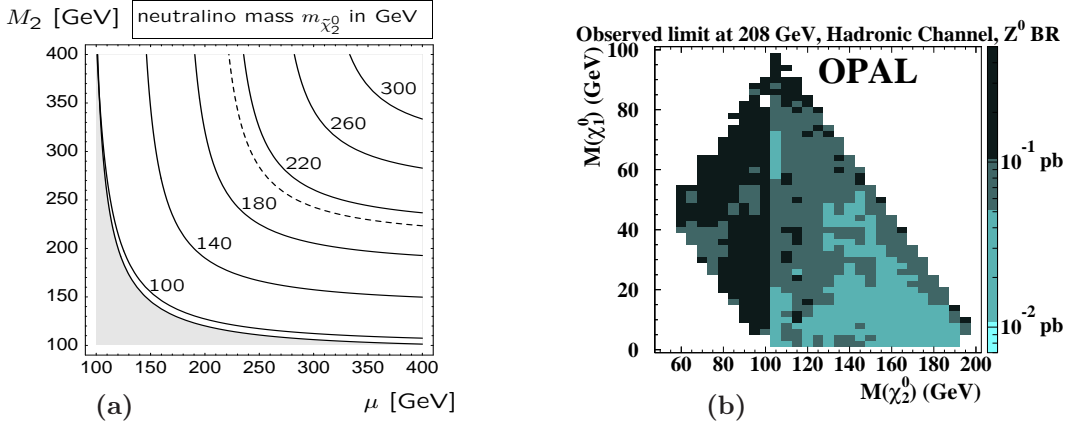 M₂ [GeV]
neutralino mass m_χ̃⁰₂ in GeV
400
350
300
250
200
150
100
100 150 200 250 300 350 400
300
260
220
180
140
100
(a)
μ [GeV]
Observed limit at 208 GeV, Hadronic Channel, Z⁰ BR
OPAL
M(χ⁰₁) (GeV)
100
80
60
40
20
0
60 80 100 120 140 160 180 200
M(χ⁰₂) (GeV)
10⁻¹ pb
10⁻² pb
(b)